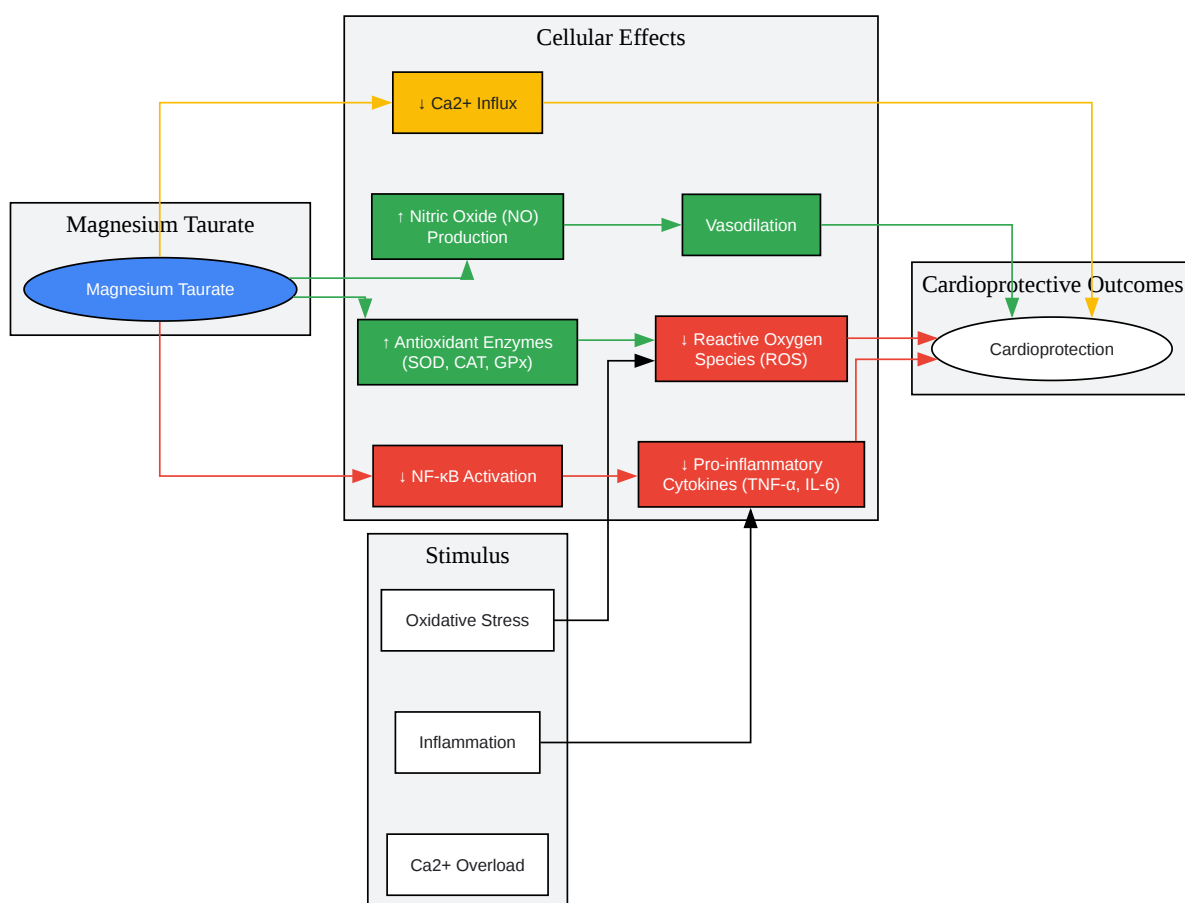 Cellular Effects
↓ Ca2+ Influx
↑ Nitric Oxide (NO)
Production
Vasodilation
Magnesium Taurate
Magnesium Taurate
↑ Antioxidant Enzymes
(SOD, CAT, GPx)
↓ Reactive Oxygen
Species (ROS)
Cardioprotective Outcomes
Cardioprotection
↓ NF-κB Activation
↓ Pro-inflammatory
Cytokines (TNF-α, IL-6)
Stimulus
Oxidative Stress
Inflammation
Ca2+ Overload